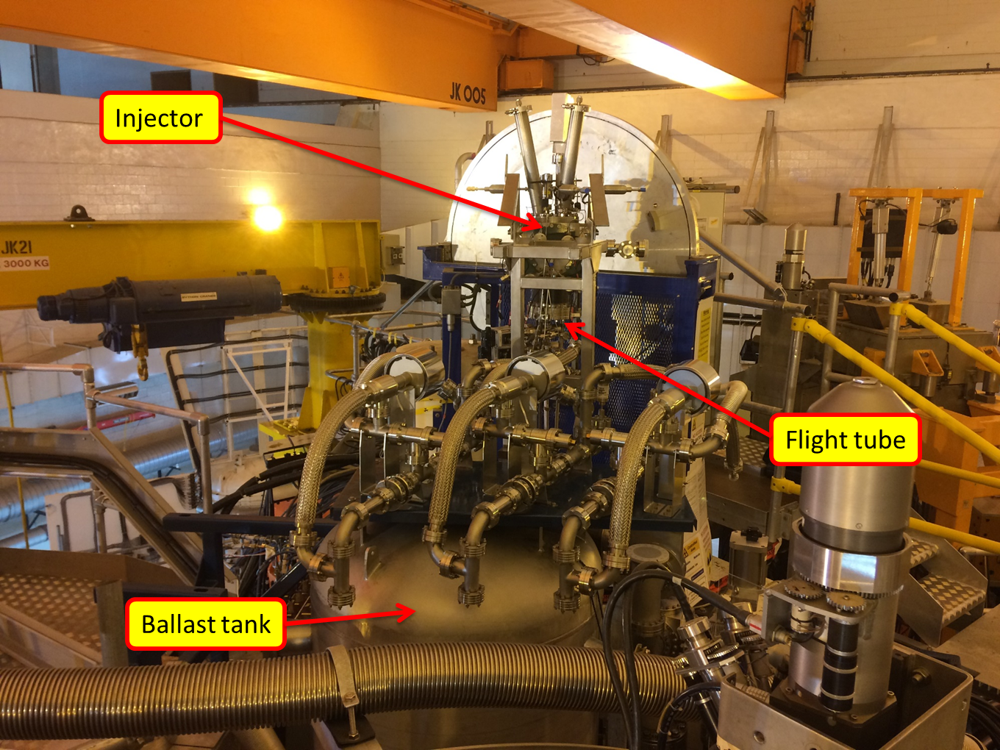 JK 005
Injector
JK21
3000 KG
Flight tube
Ballast tank